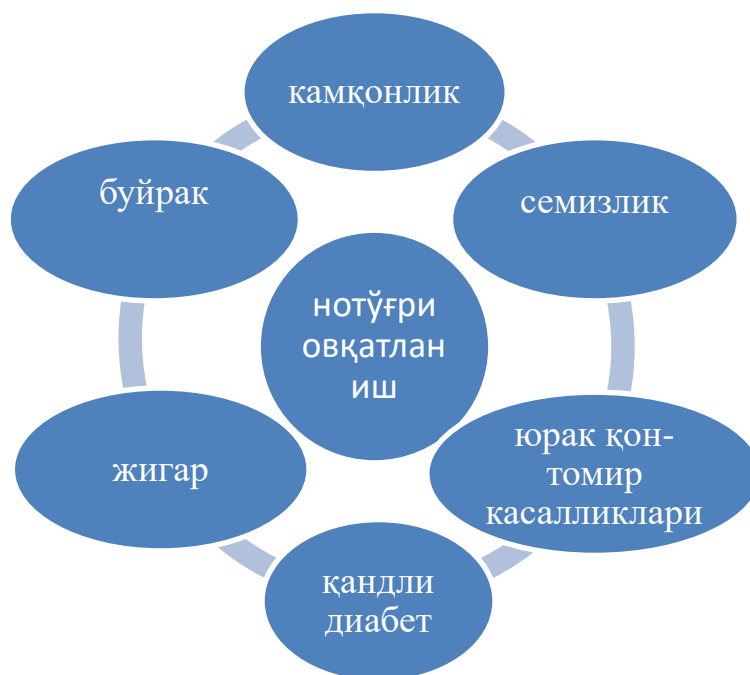 камқонлик
семизлик
юрак қон-
томир
касалликлари
қандли
диабет
жигар
буйрак
нотўғри
овқатлан
иш